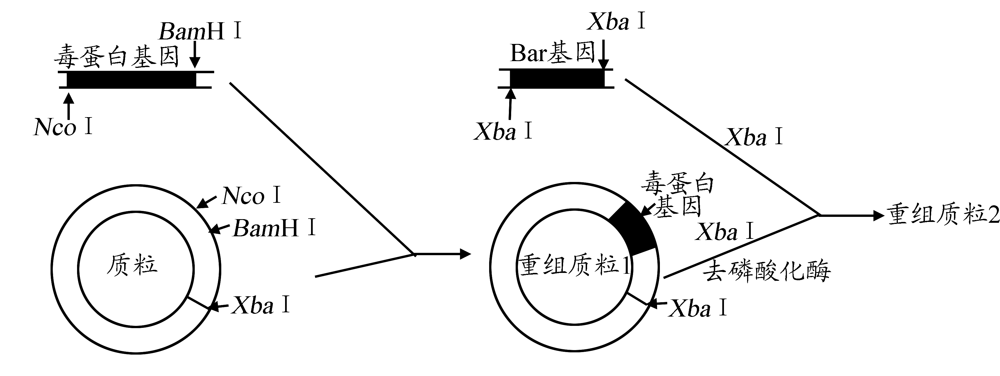 BamH Ⅰ
毒蛋白基因
Nco Ⅰ
Nco Ⅰ
BamH Ⅰ
质粒
Xba Ⅰ
Xba Ⅰ
Bar基因
Xba Ⅰ
Xba Ⅰ
毒蛋白
基因
Xba Ⅰ
重组质粒1
去磷酸化酶
Xba Ⅰ
重组质粒2